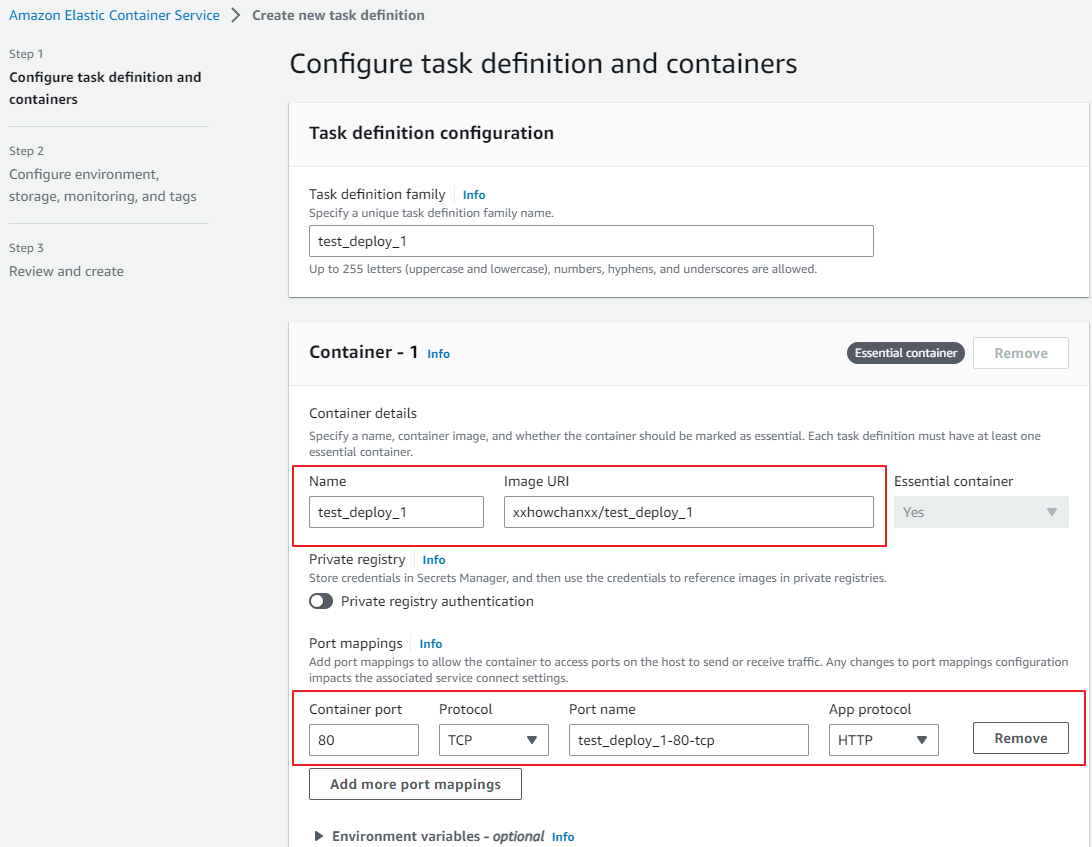 Amazon Elastic Container Service > Create new task definition
Step 1
Configure task definition and
containers
Step 2
Configure environment,
storage, monitoring, and tags
Step 3
Review and create
Configure task definition and containers
Task definition configuration
Task definition family Info
Specify a unique task definition family name.
test_deploy_1
Up to 255 letters (uppercase and lowercase), numbers, hyphens, and underscores are allowed.
Container - 1 Info Essential container Remove
Container details
Specify a name, container image, and whether the container should be marked as essential. Each task definition must have at least one
essential container.
Name Image URI Essential container
test_deploy_1 xxhowchanxx/test_deploy_1 Yes
Private registry Info
Store credentials in Secrets Manager, and then use the credentials to reference images in private registries.
Private registry authentication
Port mappings Info
Add port mappings to allow the container to access ports on the host to send or receive traffic. Any changes to port mappings configuration
impacts the associated service connect settings.
Container port Protocol Port name App protocol
80 TCP test_deploy_1-80-tcp HTTP Remove
Add more port mappings
Environment variables - optional Info